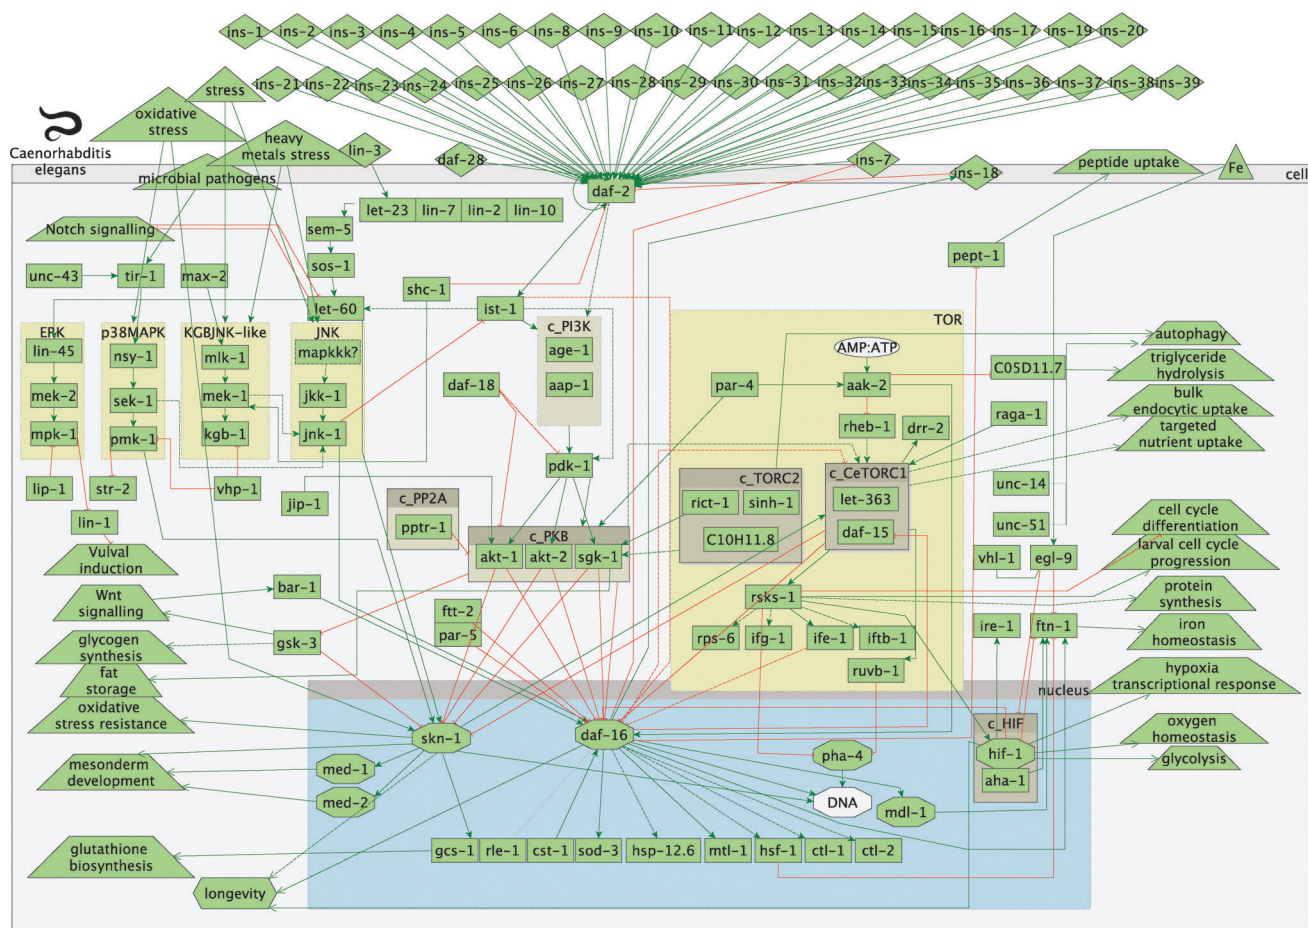 ins-1 ins-2 ins-3 ins-4 ins-5 ins-6 ins-8 ins-9 ins-10 ins-11 ins-12 ins-13 ins-14 ins-15 ins-16 ins-17 ins-19 ins-20
ins-21 ins-22 ins-23 ins-24 ins-25 ins-26 ins-27 ins-28 ins-29 ins-30 ins-31 ins-32 ins-33 ins-34 ins-35 ins-36 ins-37 ins-38 ins-39
stress
oxidative
stress
heavy
metals stress
microbial pathogens
Caenorhabditis
elegans
lin-3
daf-28
ins-7
ins-18
peptide uptake
Fe
cell
daf-2
let-23 lin-7 lin-2 lin-10
Notch signalling
sem-5
sos-1
pept-1
unc-43 tir-1 max-2
shc-1
let-60
ist-1
ERK p38MAPK KGBJNK-like JNK
c_PI3K
TOR
lin-45 nsy-1 mlk-1 mapkkk?
age-1
AMP:ATP
autophagy
mek-2 sek-1 mek-1 jkk-1
daf-18
aap-1
par-4
aak-2
C05D11.7
triglyceride
hydrolysis
mpk-1 pmk-1 kgb-1 jnk-1
rheb-1
drr-2
raga-1
bulk
endocytic uptake
targeted
nutrient uptake
lip-1 str-2 vhp-1
jip-1
pdk-1
c_TORC2
c_CeTORC1
unc-14
c_PP2A
rict-1 sinh-1
let-363
lin-1
pptr-1
c_PKB
daf-15
unc-51
cell cycle
differentiation
Vulval
induction
akt-1 akt-2 sgk-1
C10H11.8
vhl-1 egl-9
larval cell cycle
progression
Wnt
signalling
bar-1
ftt-2
par-5
rsks-1
protein
synthesis
glycogen
synthesis
gsk-3
rps-6 ifg-1 ife-1 iftb-1
ire-1 ftn-1
iron
homeostasis
fat
storage
ruvb-1
hypoxia
transcriptional response
nucleus
oxidative
stress resistance
skn-1
daf-16
c_HIF
oxygen
homeostasis
mesonderm
development
med-1
pha-4
hif-1
glycolysis
aha-1
med-2
DNA
mdl-1
glutathione
biosynthesis
gcs-1 rle-1 cst-1 sod-3 hsp-12.6 mtl-1 hsf-1 ctl-1 ctl-2
longevity